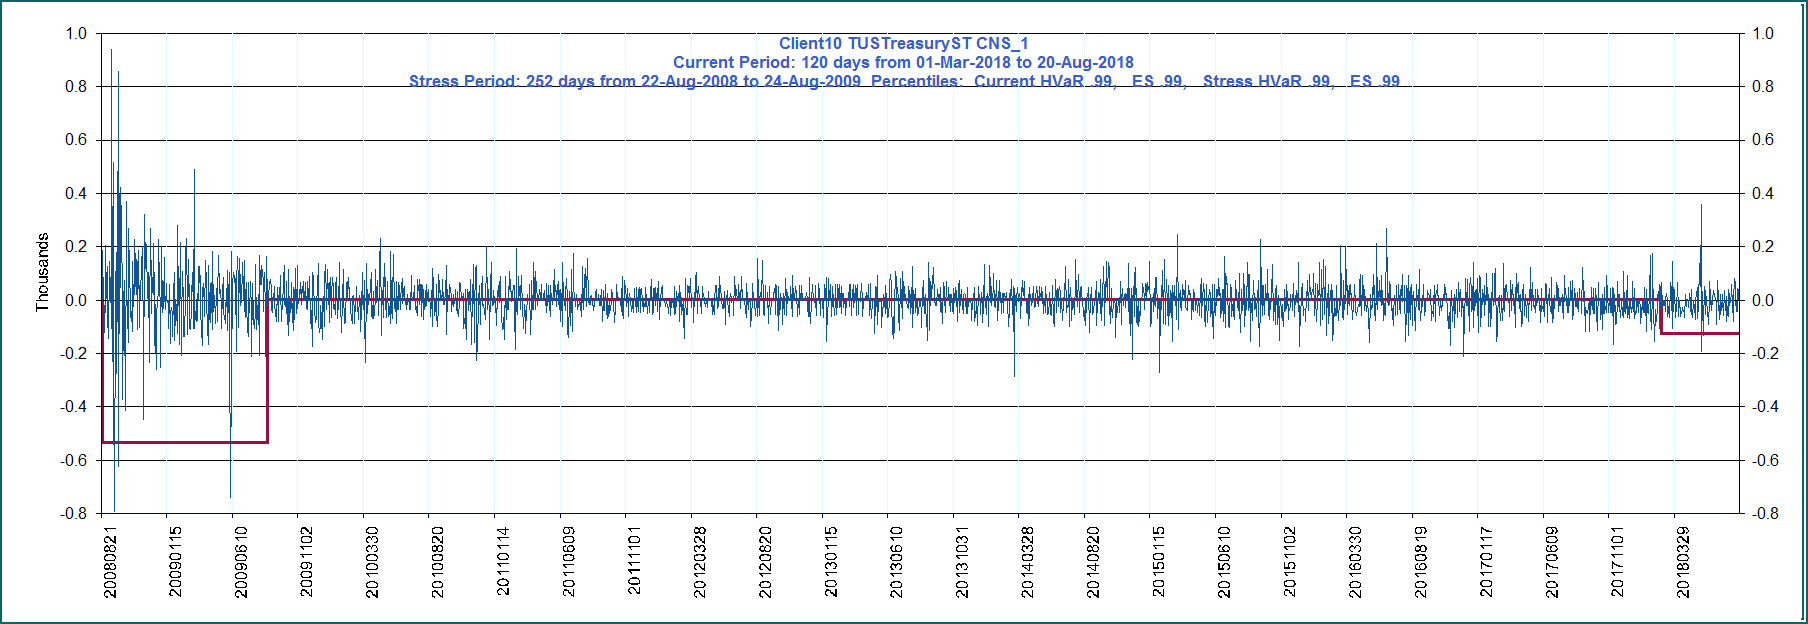 Client10 TUSTreasuryST CNS_1
Current Period: 120 days from 01-Mar-2018 to 20-Aug-2018
Stress Period: 252 days from 22-Aug-2008 to 24-Aug-2009 Percentiles: Current HVaR .99, ES .99, Stress HVaR .99, ES .99
1.0 1.0
0.8 0.8
0.6 0.6
0.4 0.4
0.2 0.2
0.0 0.0
-0.2 -0.2
-0.4 -0.4
-0.6 -0.6
-0.8 -0.8
Thousands
20080821 20090115 20090610 20091102 20100330 20100820 20110114 20110609 20111101 20120328 20120820 20130115 20130610 20131031 20140328 20140820 20150115 20150610 20151102 20160330 20160819 20170117 20170609 20171101 20180329